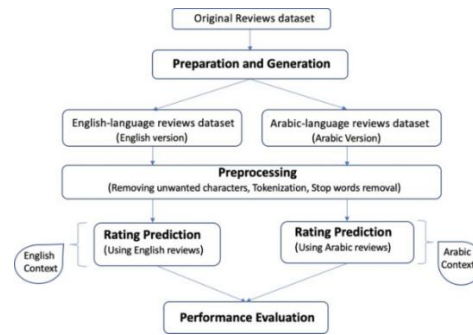 Original Reviews dataset
Preparation and Generation
English-language reviews dataset
(English version)
Arabic-language reviews dataset
(Arabic Version)
Preprocessing
(Removing unwanted characters, Tokenization, Stop words removal)
English
Context
Rating Prediction
(Using English reviews)
Rating Prediction
(Using Arabic reviews)
Arabic
Context
Performance Evaluation